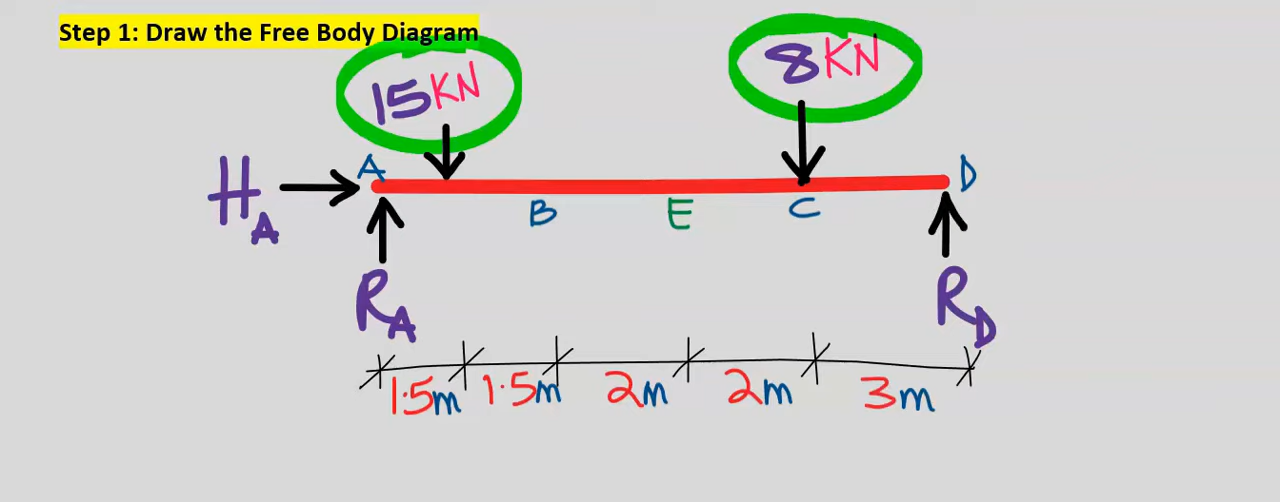 Step 1: Draw the Free Body Diagram
15KN
8KN
HA
A
D
B
E
C
RA
RD
1.5m 1.5m 2m 2m 3m